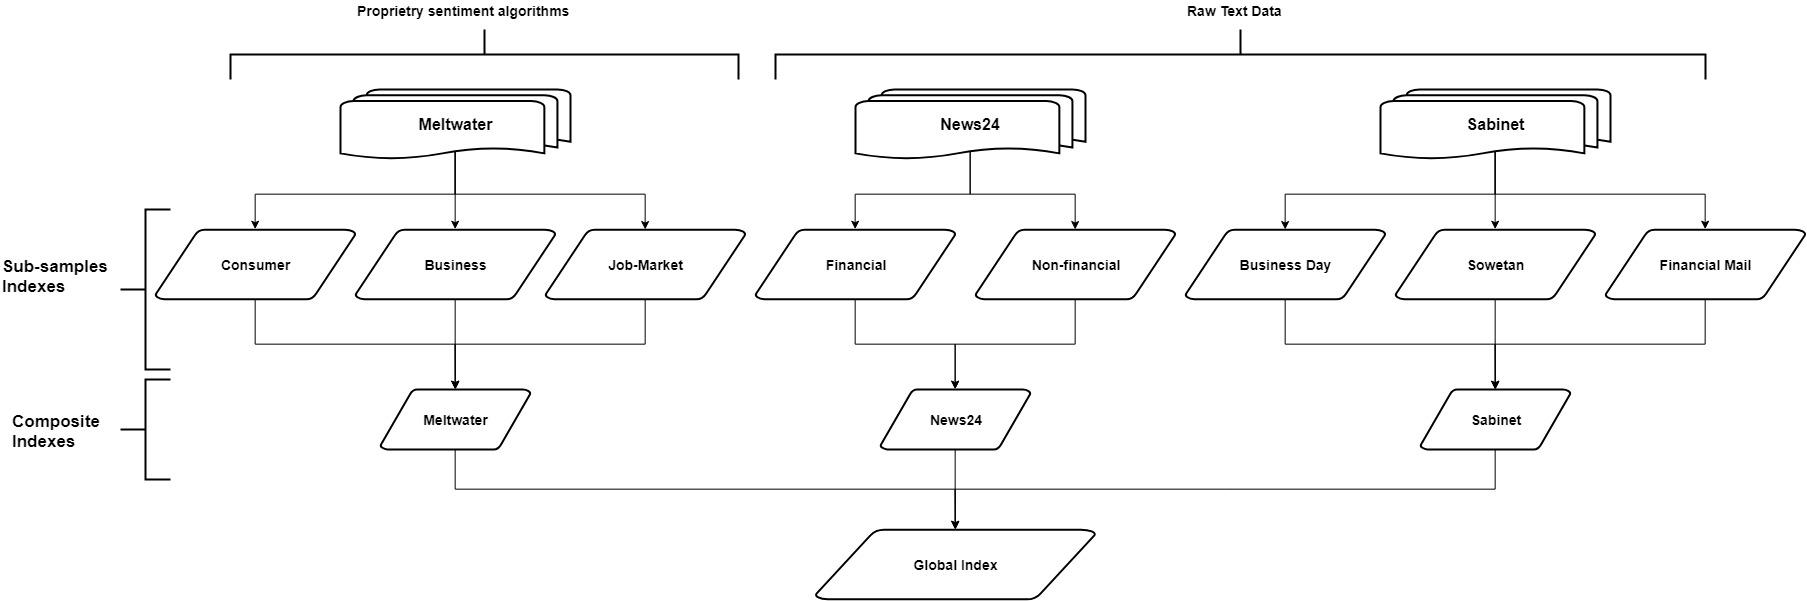 Proprietry sentiment algorithms
Raw Text Data
Meltwater
News24
Sabinet
Sub-samples
Indexes
Consumer
Business
Job-Market
Financial
Non-financial
Business Day
Sowetan
Financial Mail
Composite
Indexes
Meltwater
News24
Sabinet
Global Index